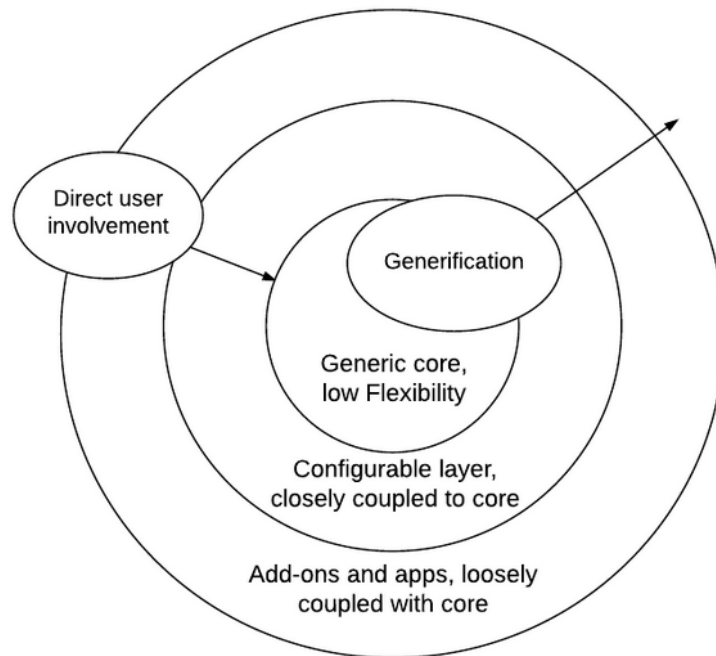 Direct user
involvement
Generification
Generic core,
low Flexibility
Configurable layer,
closely coupled to core
Add-ons and apps, loosely
coupled with core